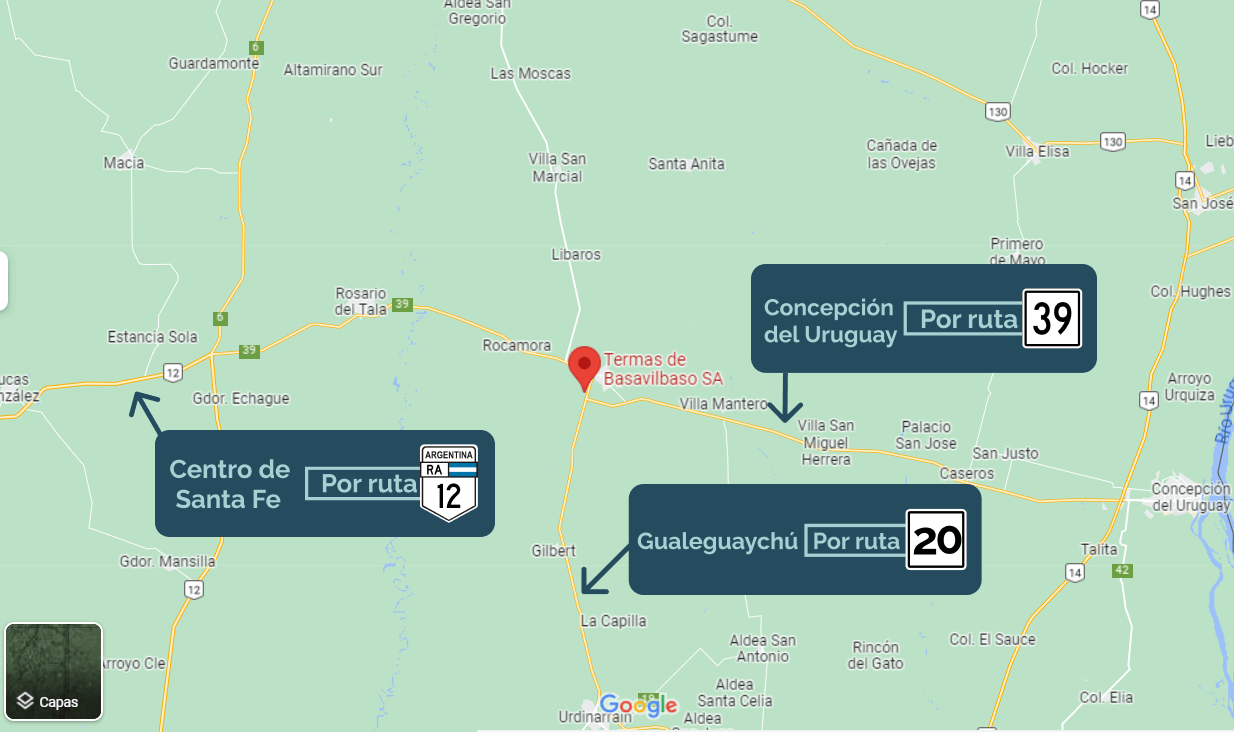 Aldea San
Gregorio
Col.
Sagastume
14
6
Guardamonte
Altamirano Sur
Las Moscas
Col. Hocker
130
Macia
Villa San
Marcial
Santa Anita
Cañada de
las Ovejas
Villa Elisa
130
Lieb
14
San José
Libaros
Primero
de Mayo
Rosario
del Tala
39
Col. Hughes
6
Estancia Sola
39
Rocamora
Concepción
del Uruguay
Por ruta
39
12
Termas de
Basavilbaso SA
ucas
nzález
Gdor. Echague
Villa Mantero
14
Arroyo
Urquiza
Villa San
Miguel
Herrera
Palacio
San Jose
San Justo
Caseros
Río Uru
Centro de
Santa Fe
Por ruta
ARGENTINA
RA
12
Concepción
del Uruguay
Gualeguaychú
Por ruta
20
Gilbert
Gdor. Mansilla
12
Talita
14
42
La Capilla
Aldea San
Antonio
Rincón
del Gato
Col. El Sauce
Arroyo Cle
Capas
Aldea
Santa Celia
Col. Elia
Google
Urdinarrain
Aldea